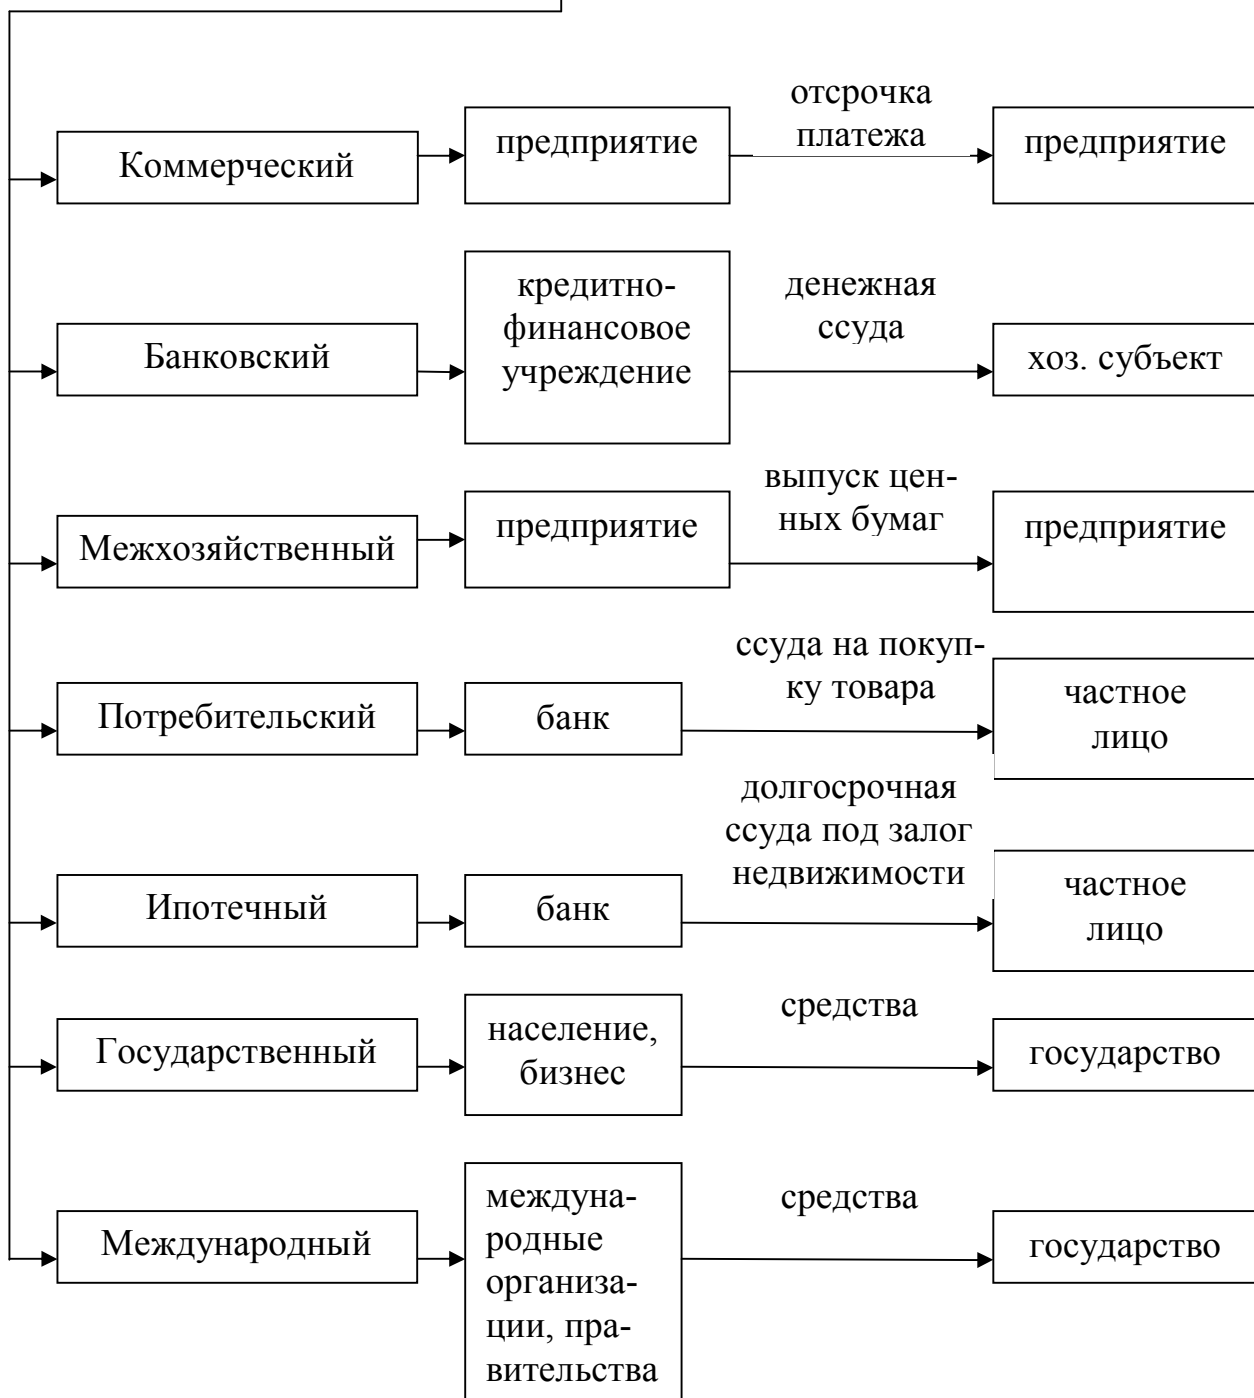 отсрочка
платежа
Коммерческий
предприятие
предприятие
денежная
ссуда
Банковский
кредитно-
финансовое
учреждение
хоз. субъект
выпуск цен-
ных бумаг
Межхозяйственный
предприятие
предприятие
ссуда на покуп-
ку товара
Потребительский
банк
частное
лицо
долгосрочная
ссуда под залог
недвижимости
Ипотечный
банк
частное
лицо
средства
Государственный
население,
бизнес
государство
средства
Международный
междуна-
родные
организа-
ции, пра-
вительства
государство